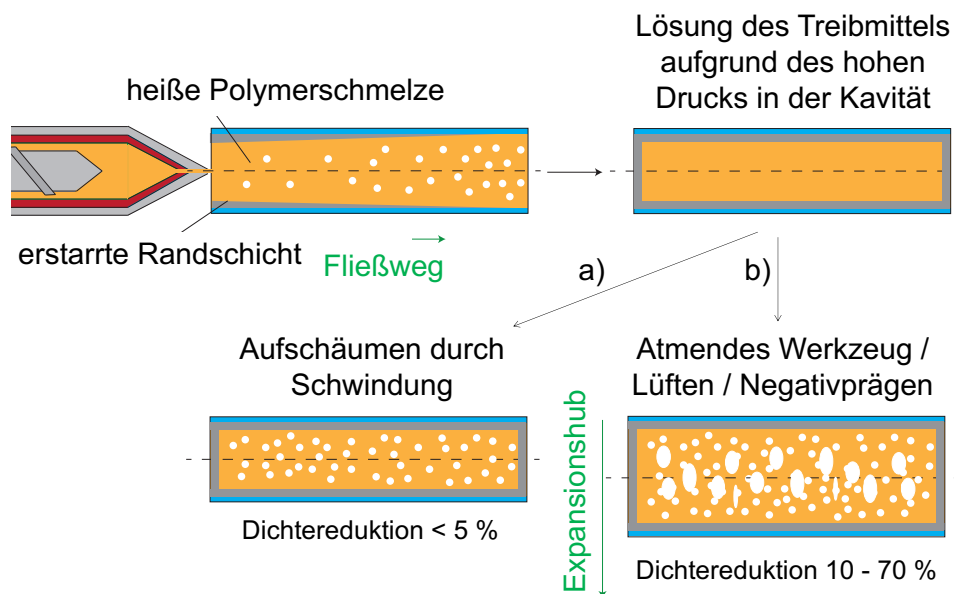 heiße Polymerschmelze
Lösung des Treibmittels
aufgrund des hohen
Drucks in der Kavität
erstarrte Randschicht
Fließweg
a)
b)
Aufschäumen durch
Schwindung
Dichtereduktion < 5 %
Atmendes Werkzeug /
Lüften / Negativprägen
Expansionshub
Dichtereduktion 10 - 70 %